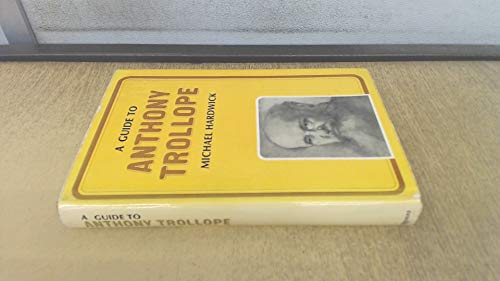 A GUIDE TO
ANTHONY
TROLLOPE
MICHAEL HARDWICK
A GUIDE TO
ANTHONY TROLLOPE